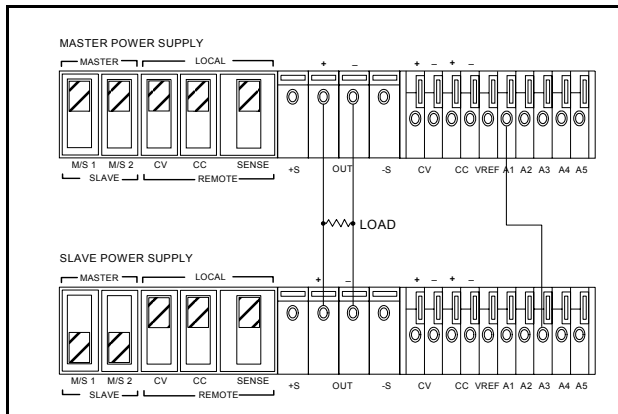 MASTER POWER SUPPLY
MASTER LOCAL
+ – + – + –
M/S 1 M/S 2 CV CC SENSE +S OUT -S CV CC VREF A1 A2 A3 A4 A5
SLAVE REMOTE
LOAD
SLAVE POWER SUPPLY
MASTER LOCAL
+ – + – + –
M/S 1 M/S 2 CV CC SENSE +S OUT -S CV CC VREF A1 A2 A3 A4 A5
SLAVE REMOTE